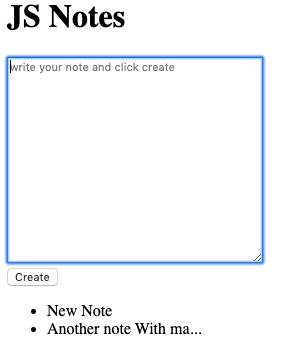 JS Notes
write your note and click create
Create
New Note
Another note With ma...